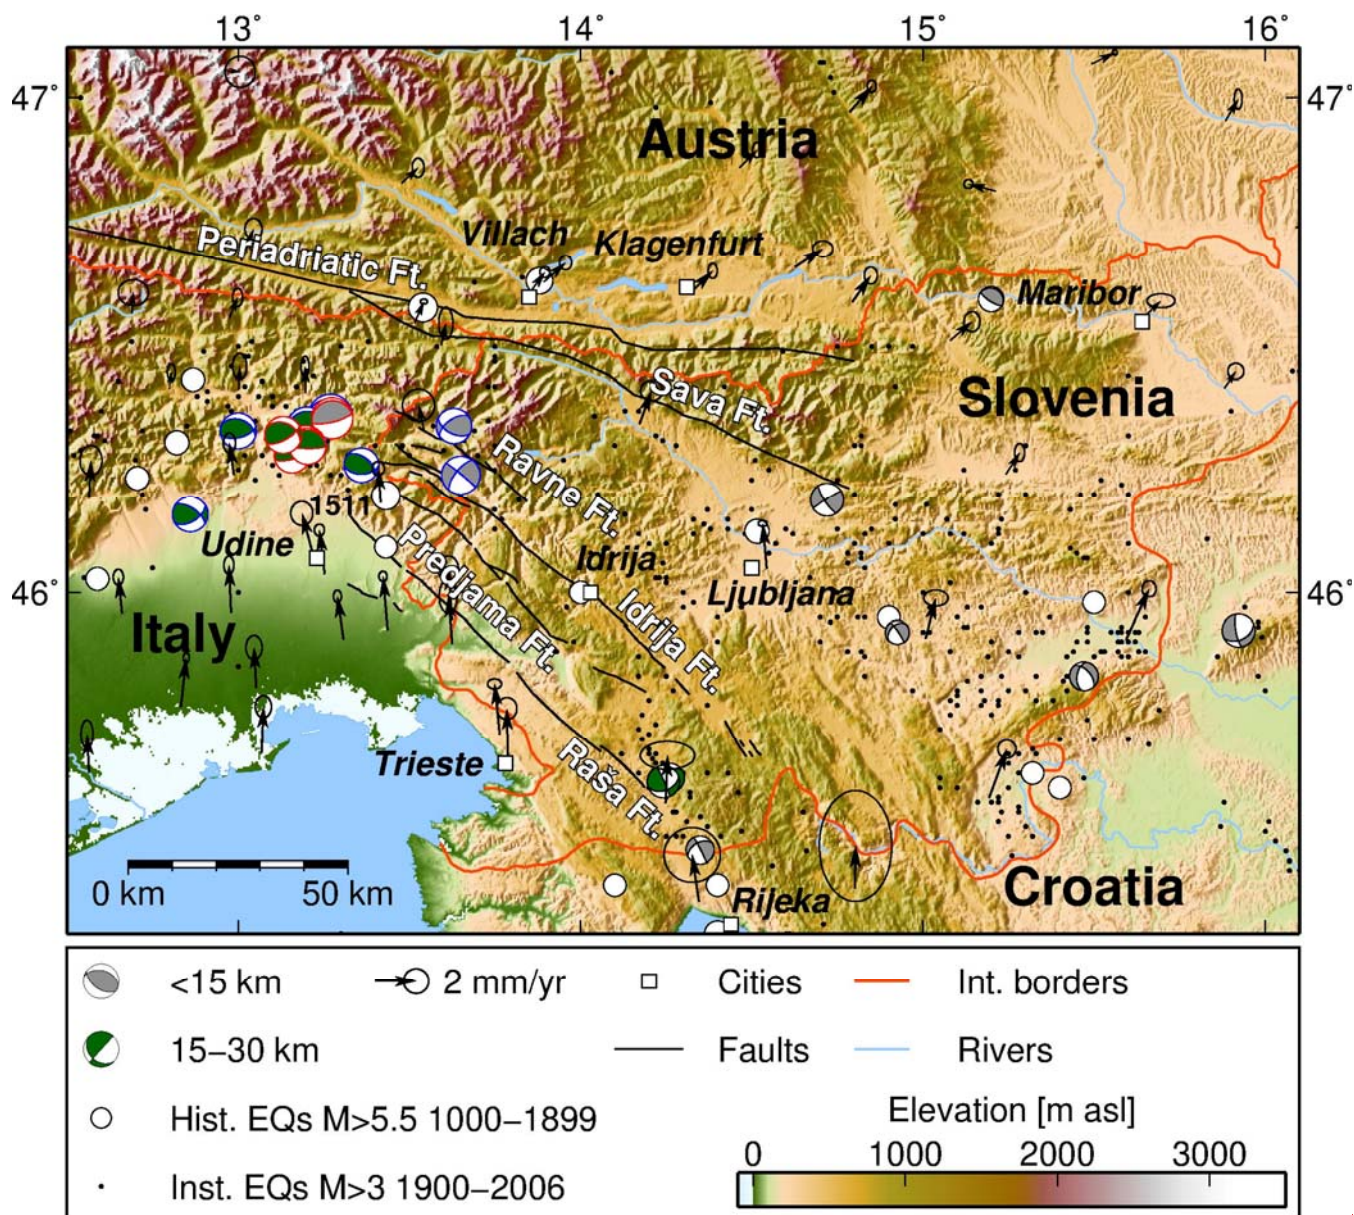 13° 14° 15° 16°
47° 47°
Austria
Villach Klagenfurt
Periadriatic Ft.
Maribor
Sava Ft.
Slovenia
Ravne Ft.
1511
Udine
Predjama Ft.
Idrija
Ljubljana
46° 46°
Idrija Ft.
Italy
Trieste
Raša Ft.
0 km 50 km
Rijeka
Croatia
<15 km 2 mm/yr Cities Int. borders
15–30 km Faults Rivers
Hist. EQs M>5.5 1000–1899
Elevation [m asl]
0 1000 2000 3000
Inst. EQs M>3 1900–2006